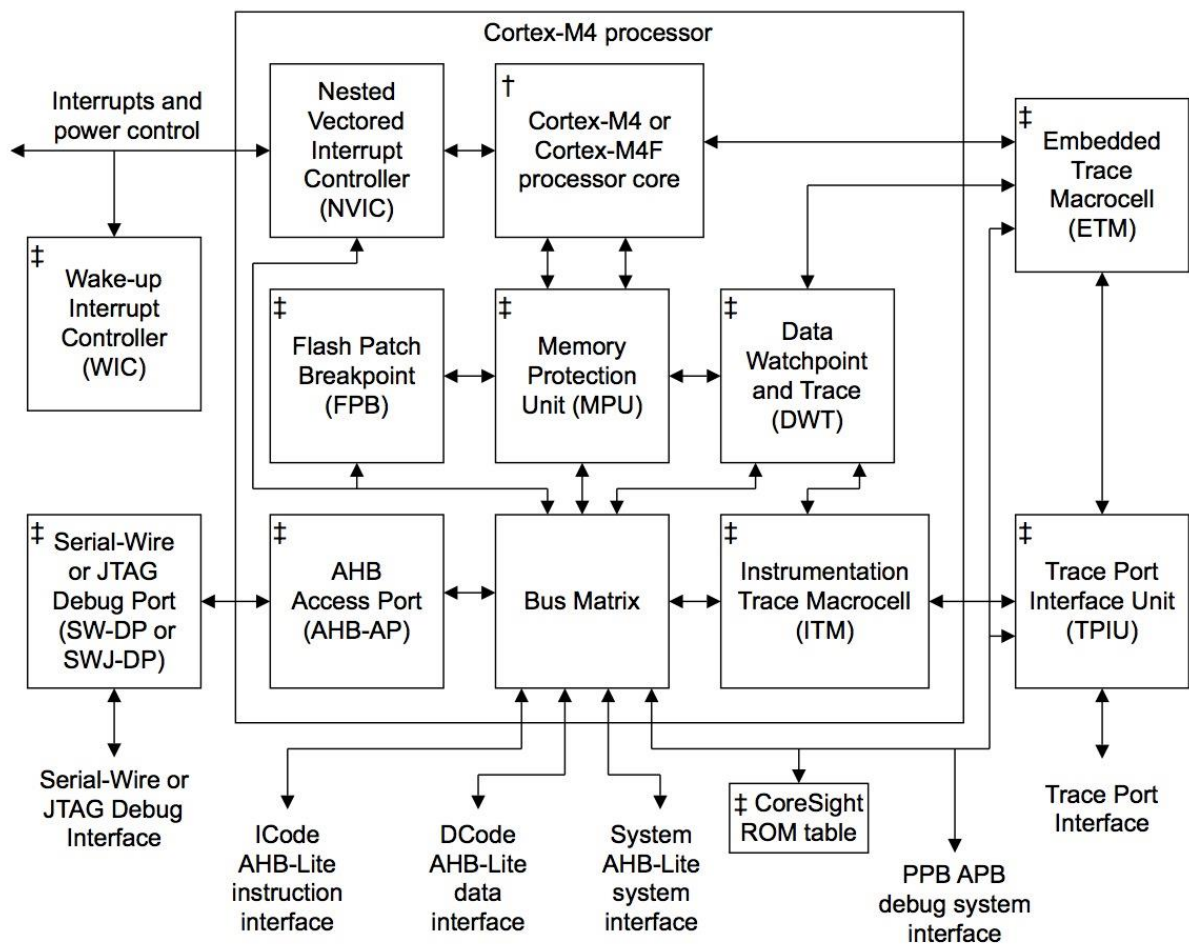 Cortex-M4 processor
Interrupts and
power control
Nested
Vectored
Interrupt
Controller
(NVIC)
†
Cortex-M4 or
Cortex-M4F
processor core
‡
Embedded
Trace
Macrocell
(ETM)
‡
Wake-up
Interrupt
Controller
(WIC)
‡
Flash Patch
Breakpoint
(FPB)
‡
Memory
Protection
Unit (MPU)
‡
Data
Watchpoint
and Trace
(DWT)
‡
Serial-Wire
or JTAG
Debug Port
(SW-DP or
SWJ-DP)
‡
AHB
Access Port
(AHB-AP)
Bus Matrix
‡
Instrumentation
Trace Macrocell
(ITM)
‡
Trace Port
Interface Unit
(TPIU)
Serial-Wire or
JTAG Debug
Interface
ICode
AHB-Lite
instruction
interface
DCode
AHB-Lite
data
interface
System
AHB-Lite
system
interface
‡ CoreSight
ROM table
PPB APB
debug system
interface
Trace Port
Interface